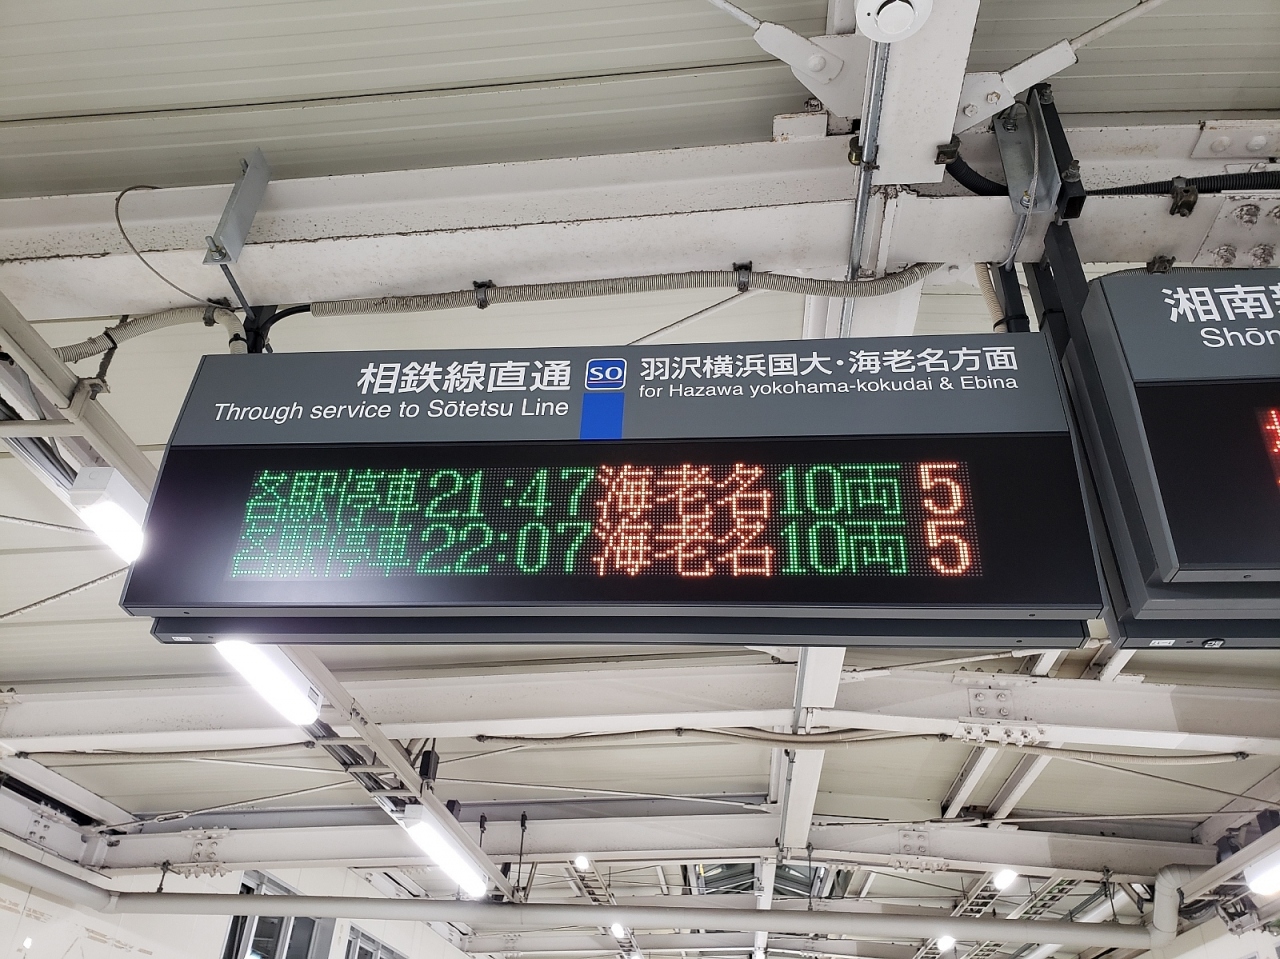 相鉄線直通 SO 羽沢横浜国大・海老名方面
Through service to Sōtetsu Line for Hazawa yokohama-kokudai & Ebina
各駅停車 21:47 海老名 10両 5
各駅停車 22:07 海老名 10両 5
湘南
Shōn